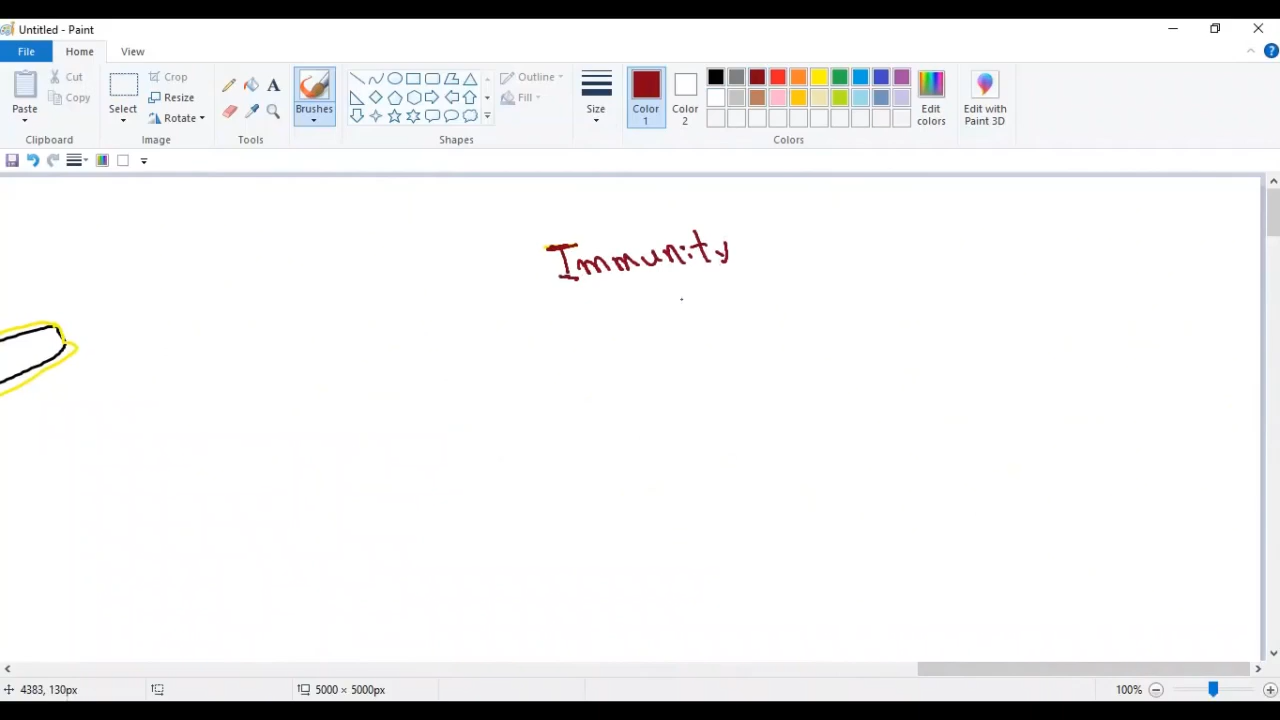 Untitled - Paint
File Home View
Paste
Cut
Copy
Clipboard
Select
Crop
Resize
Rotate
Image
Tools
Brushes
Outline
Fill
Shapes
Size
Color 1
Color 2
Edit colors
Colors
Edit with Paint 3D
Immunity
4383, 130px
5000 × 5000px
100%